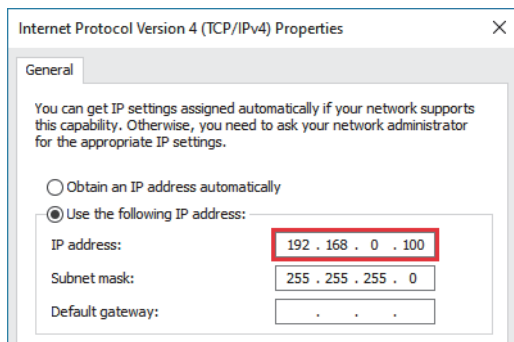 Internet Protocol Version 4 (TCP/IPv4) Properties
General
You can get IP settings assigned automatically if your network supports
this capability. Otherwise, you need to ask your network administrator
for the appropriate IP settings.
Obtain an IP address automatically
Use the following IP address:
IP address: 192 . 168 . 0 . 100
Subnet mask: 255 . 255 . 255 . 0
Default gateway: . . .